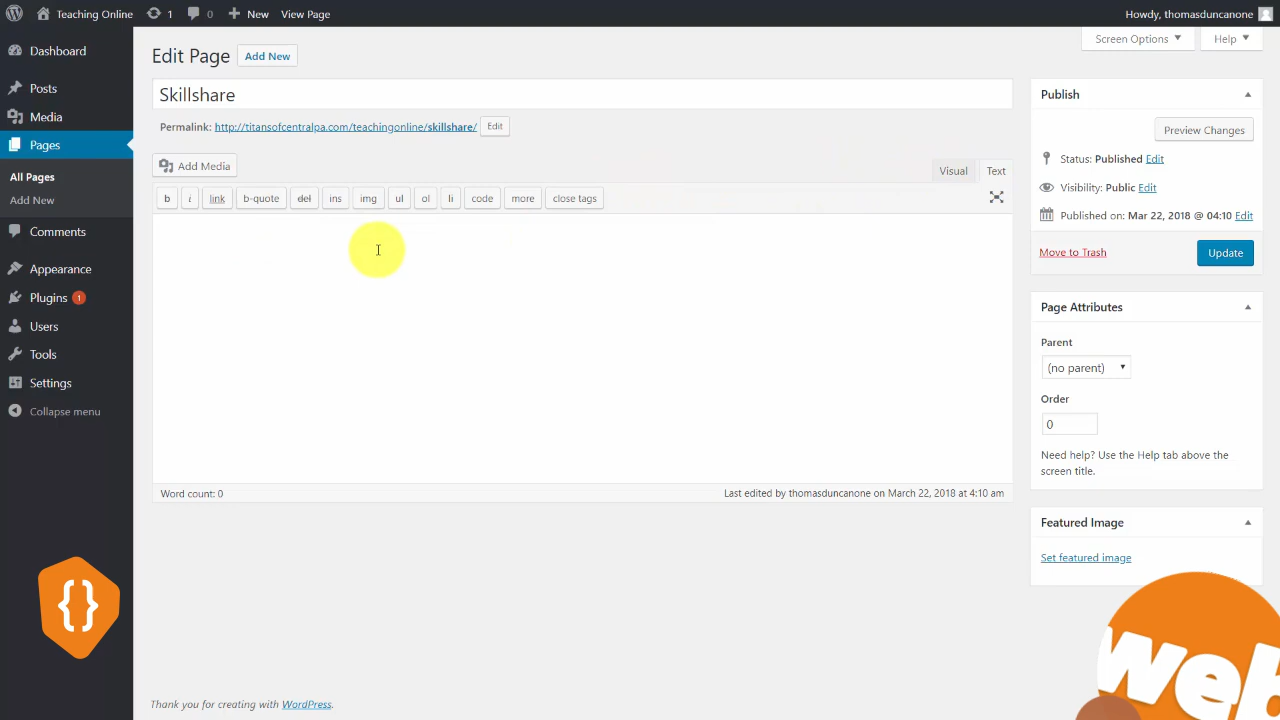 Teaching Online 1 0 New View Page Howdy, thomasduncanone
Dashboard
Posts
Media
Pages
All Pages
Add New
Comments
Appearance
Plugins 1
Users
Tools
Settings
Collapse menu
Screen Options Help
Edit Page Add New
Skillshare
Permalink: http://titansofcentralpa.com/teachingonline/skillshare/ Edit
Add Media
Visual Text
b i link b-quote del ins img ul ol li code more close tags
Word count: 0 Last edited by thomasduncanone on March 22, 2018 at 4:10 am
Publish
Preview Changes
Status: Published Edit
Visibility: Public Edit
Published on: Mar 22, 2018 @ 04:10 Edit
Move to Trash Update
Page Attributes
Parent
(no parent)
Order
0
Need help? Use the Help tab above the
screen title.
Featured Image
Set featured image
{}
Web
Thank you for creating with WordPress.